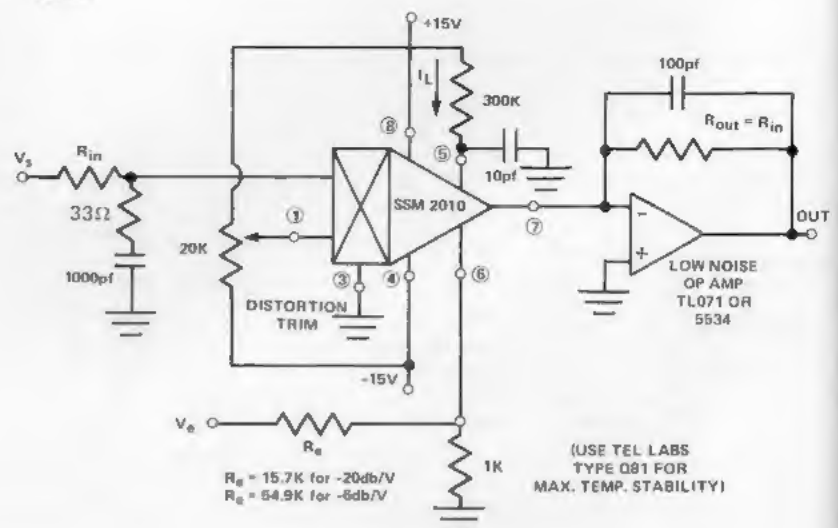 +15V
100pf
I_L
300K
R_out = R_in
⑧
R_in
V_s
⑤
10pf
SSM 2010
33Ω
①
⑦
OUT
20K
1000pf
③
④
⑥
DISTORTION
TRIM
LOW NOISE
OP AMP
TL071 OR
5534
-15V
V_e
R_e
1K
R_e = 15.7K for -20db/V
R_e = 54.9K for -6db/V
(USE TEL LABS
TYPE Q81 FOR
MAX. TEMP. STABILITY)